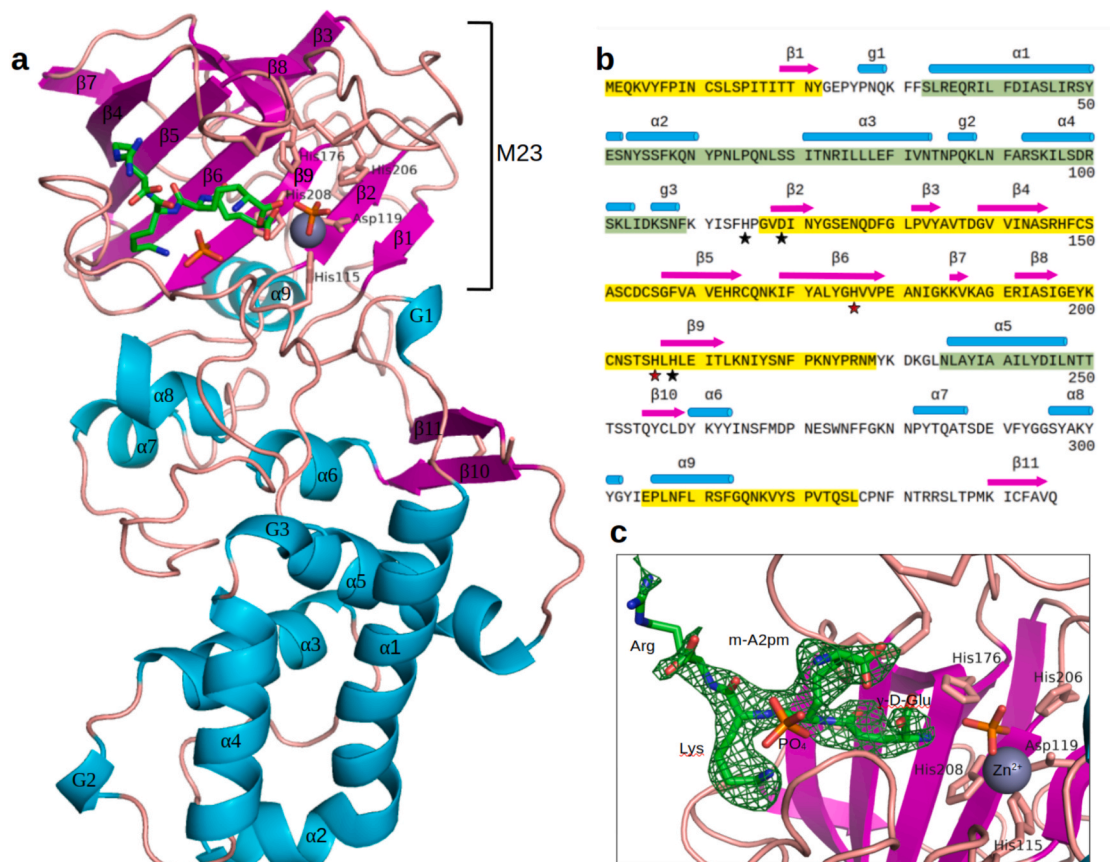 a
β3
β7
β8
β4
β5
His176
M23
β6
β9
His206
β2
His208
Asp119
β1
His115
α9
G1
α8
α7
β11
α6
β10
G3
α5
α3
α1
α4
G2
α2
b
β1 g1 α1
MEQKVYFPIN CSLSPITITT NYGEPYPNQK FFSLREQRIL FDIASLIRSY
50
α2 α3 g2 α4
ESNYSSFKQN YPNLPQNLSS ITNRILLLEF IVNTNPQKLN FARSKILSDR
100
g3 β2 β3 β4
SKLIDKSNFK YISFHPGVDI NYGSENQDFG LPVYAVTDGV VINASRHFCS
150
β5 β6 β7 β8
ASCDCSGFVA VEHRCQNKIF YALYGHVVPE ANIGKKVKAG ERIASIGEYK
200
β9 α5
CNSTSHLHLE ITLKNIYSNF PKNYPRNMYK DKGLNLAYIA AILYDILNTT
250
β10 α6 α7 α8
TSSTQYCLDY KYYINSFMDP NESWNFFGKN NPYTQATSDE VFYGGSYAKY
300
α9 β11
YGYIEPLNFL RSFGQNKVYS PVTQSLCPNF NTRRSLTPMK ICFAVQ
c
Arg
m-A2pm
His176
His206
γ-D-Glu
Lys
PO₄
Asp119
His208
Zn²⁺
His115